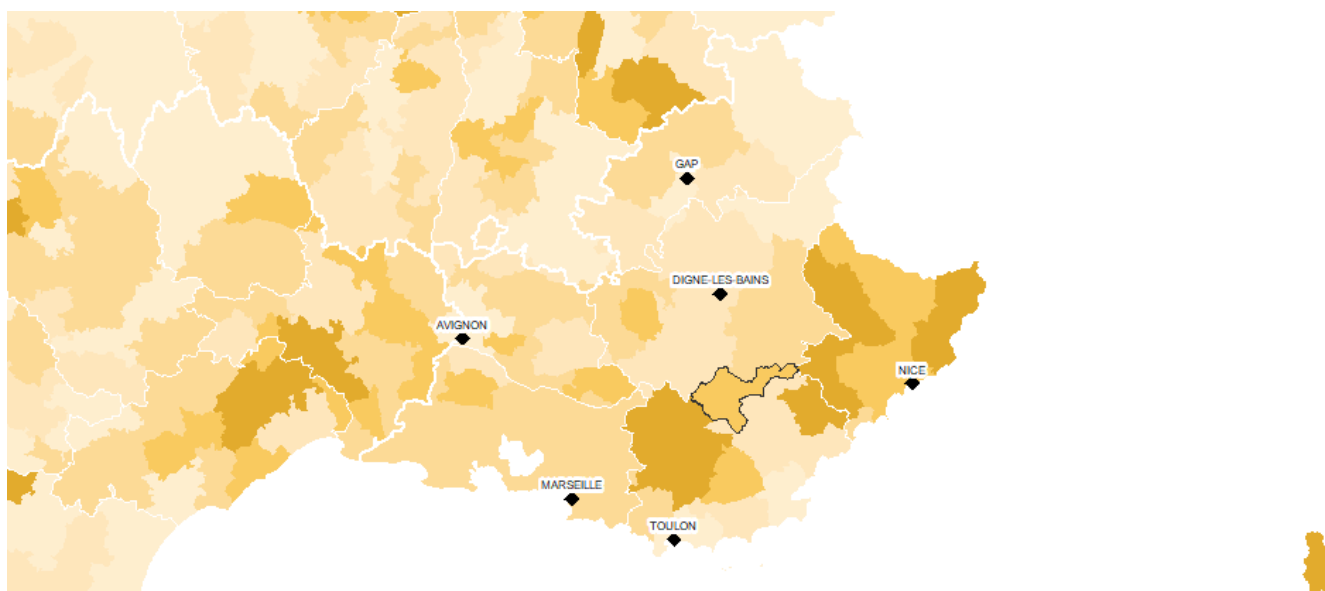 GAP
DIGNE-LES-BAINS
AVIGNON
NICE
MARSEILLE
TOULON